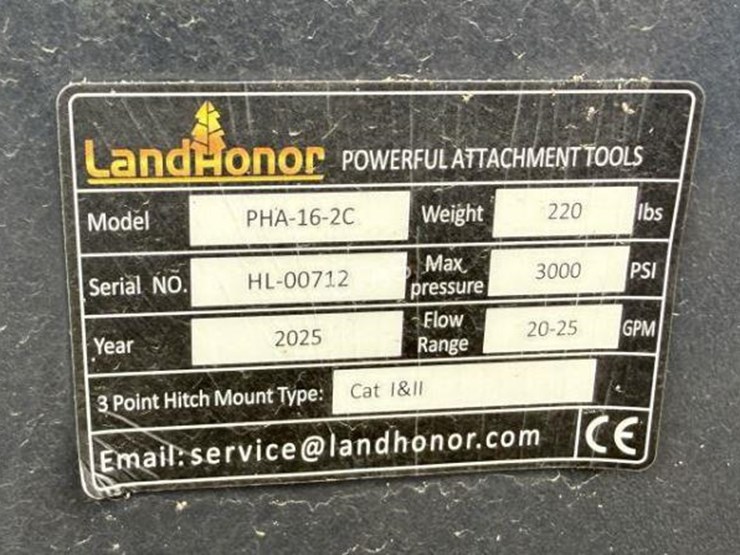 LandHonor POWERFUL ATTACHMENT TOOLS
Model PHA-16-2C Weight 220 lbs
Serial NO. HL-00712 Max pressure 3000 PSI
Year 2025 Flow Range 20-25 GPM
3 Point Hitch Mount Type: Cat I&II
Email: service@landhonor.com CE